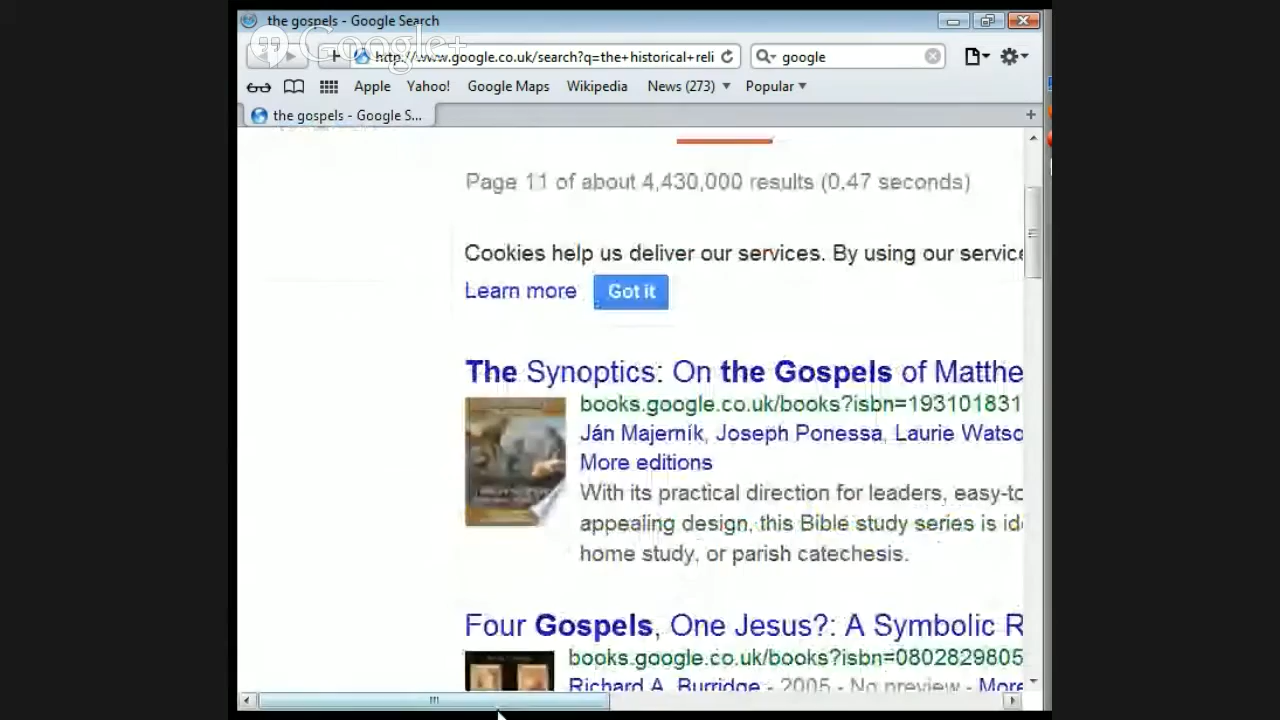 the gospels - Google Search
Google+
http://www.google.co.uk/search?q=the+historical+reli
google
Apple Yahoo! Google Maps Wikipedia News (273) Popular
the gospels - Google S...
Page 11 of about 4,430,000 results (0.47 seconds)
Cookies help us deliver our services. By using our service
Learn more Got it
The Synoptics: On the Gospels of Matthe
books.google.co.uk/books?isbn=193101831
Ján Majerník, Joseph Ponessa, Laurie Watso
More editions
With its practical direction for leaders, easy-to
appealing design, this Bible study series is id
home study, or parish catechesis.
Four Gospels, One Jesus?: A Symbolic R
books.google.co.uk/books?isbn=0802829805
Richard A. Burridge - 2005 - No preview - More